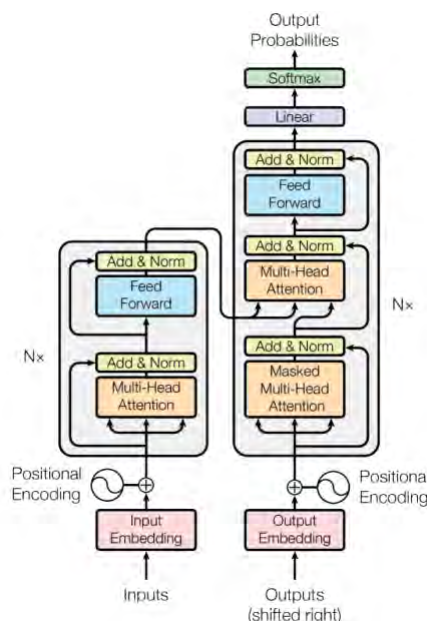 Output
Probabilities
Softmax
Linear
Add & Norm
Feed
Forward
Add & Norm
Multi-Head
Attention
Add & Norm
Masked
Multi-Head
Attention
Nx
Positional
Encoding
Output
Embedding
Outputs
(shifted right)
Add & Norm
Feed
Forward
Add & Norm
Multi-Head
Attention
Nx
Positional
Encoding
Input
Embedding
Inputs